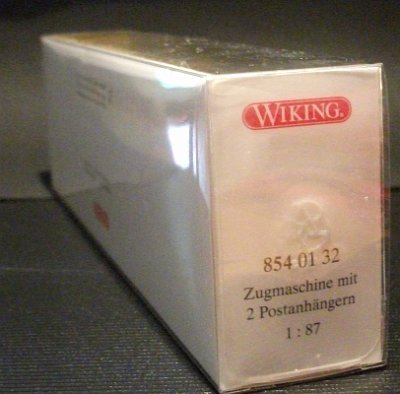 WIKING®
854 01 32
Zugmaschine mit
2 Postanhängern
1 : 87